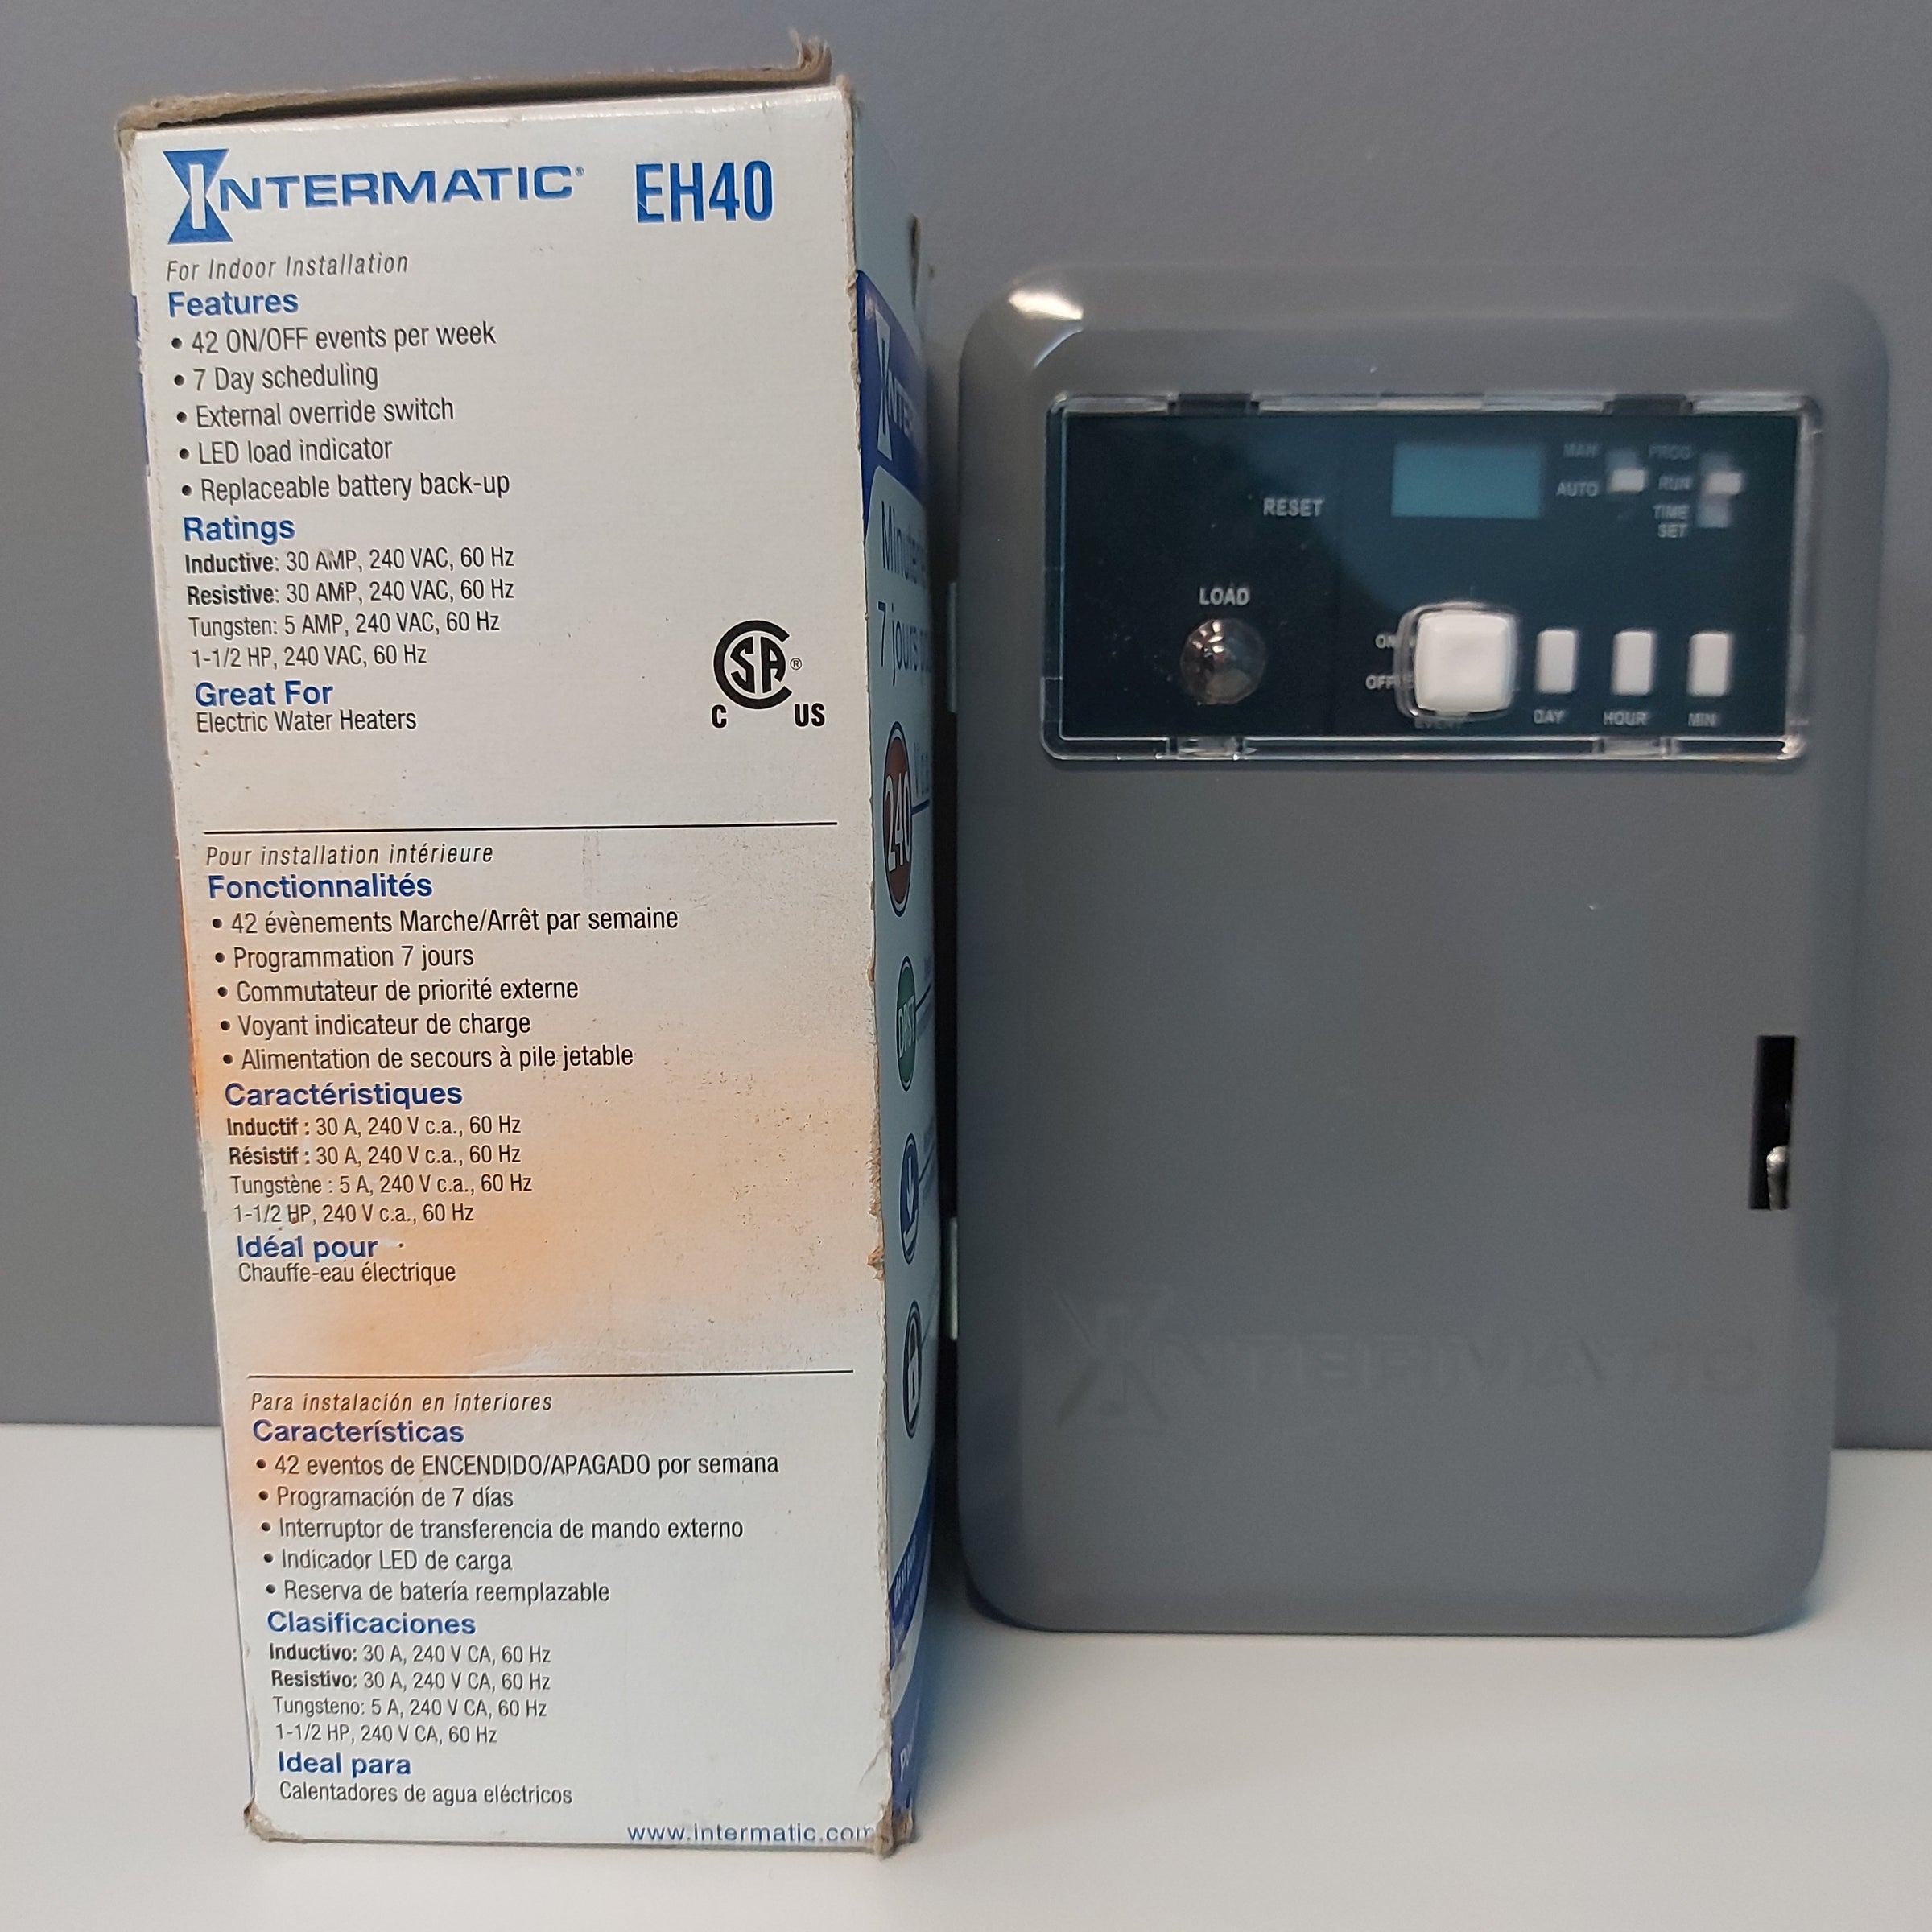 INTERMATIC® EH40
For Indoor Installation
Features
• 42 ON/OFF events per week
• 7 Day scheduling
• External override switch
• LED load indicator
• Replaceable battery back-up
Ratings
Inductive: 30 AMP, 240 VAC, 60 Hz
Resistive: 30 AMP, 240 VAC, 60 Hz
Tungsten: 5 AMP, 240 VAC, 60 Hz
1-1/2 HP, 240 VAC, 60 Hz
Great For
Electric Water Heaters
CSA®
C US
Pour installation intérieure
Fonctionnalités
• 42 évènements Marche/Arrêt par semaine
• Programmation 7 jours
• Commutateur de priorité externe
• Voyant indicateur de charge
• Alimentation de secours à pile jetable
Caractéristiques
Inductif : 30 A, 240 V c.a., 60 Hz
Résistif : 30 A, 240 V c.a., 60 Hz
Tungstène : 5 A, 240 V c.a., 60 Hz
1-1/2 HP, 240 V c.a., 60 Hz
Idéal pour
Chauffe-eau électrique
Para instalación en interiores
Características
• 42 eventos de ENCENDIDO/APAGADO por semana
• Programación de 7 días
• Interruptor de transferencia de mando externo
• Indicador LED de carga
• Reserva de batería reemplazable
Clasificaciones
Inductivo: 30 A, 240 V CA, 60 Hz
Resistivo: 30 A, 240 V CA, 60 Hz
Tungsteno: 5 A, 240 V CA, 60 Hz
1-1/2 HP, 240 V CA, 60 Hz
Ideal para
Calentadores de agua eléctricos
www.intermatic.com
7 jours
240
DPST
MAN PROG
AUTO RUN
TIME
SET
RESET
LOAD
ON
OFF
DAY HOUR MIN
INTERMATIC